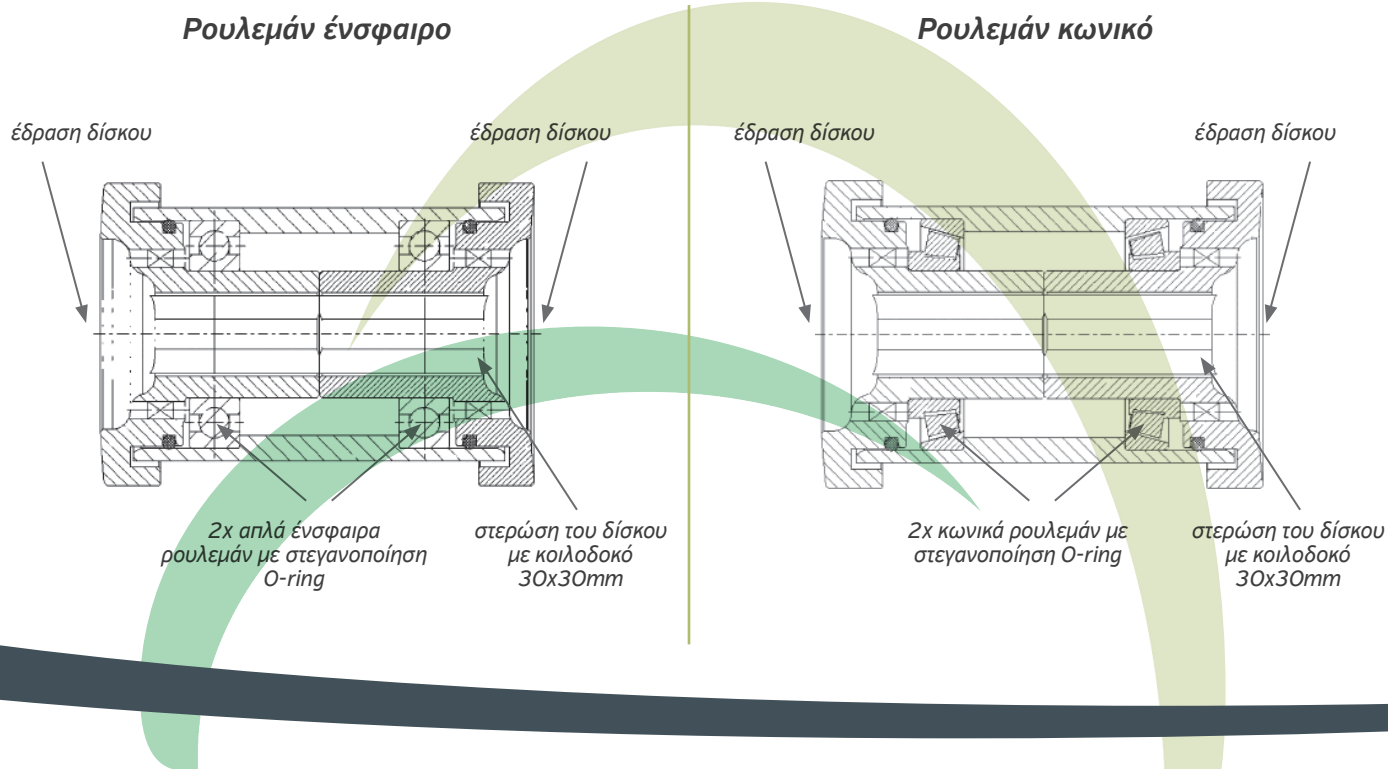 Ρουλεμάν ένσφαιρο
Ρουλεμάν κωνικό
έδραση δίσκου
έδραση δίσκου
έδραση δίσκου
έδραση δίσκου
2x απλά ένσφαιρα
ρουλεμάν με στεγανοποίηση
O-ring
στερώση του δίσκου
με κοιλοδοκό
30x30mm
2x κωνικά ρουλεμάν με
στεγανοποίηση O-ring
στερώση του δίσκου
με κοιλοδοκό
30x30mm